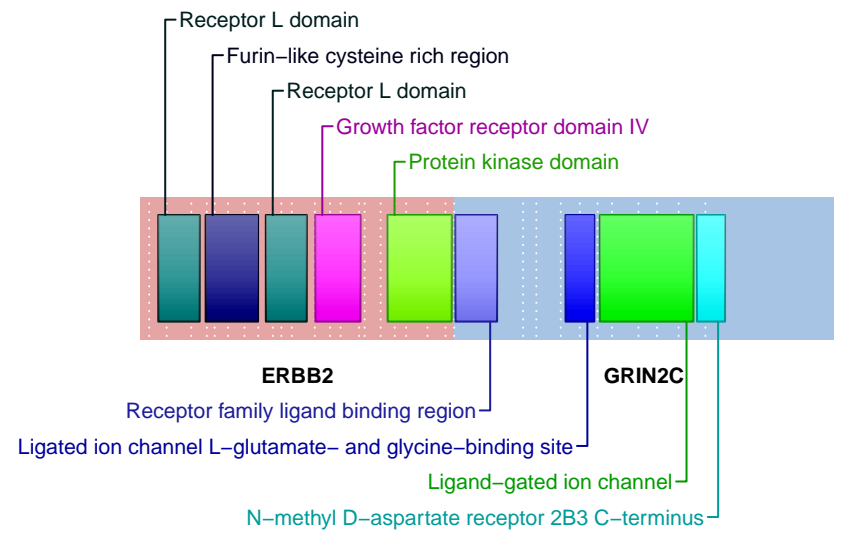 Receptor L domain
Furin−like cysteine rich region
Receptor L domain
Growth factor receptor domain IV
Protein kinase domain
ERBB2 GRIN2C
Receptor family ligand binding region
Ligated ion channel L−glutamate− and glycine−binding site
Ligand−gated ion channel
N−methyl D−aspartate receptor 2B3 C−terminus